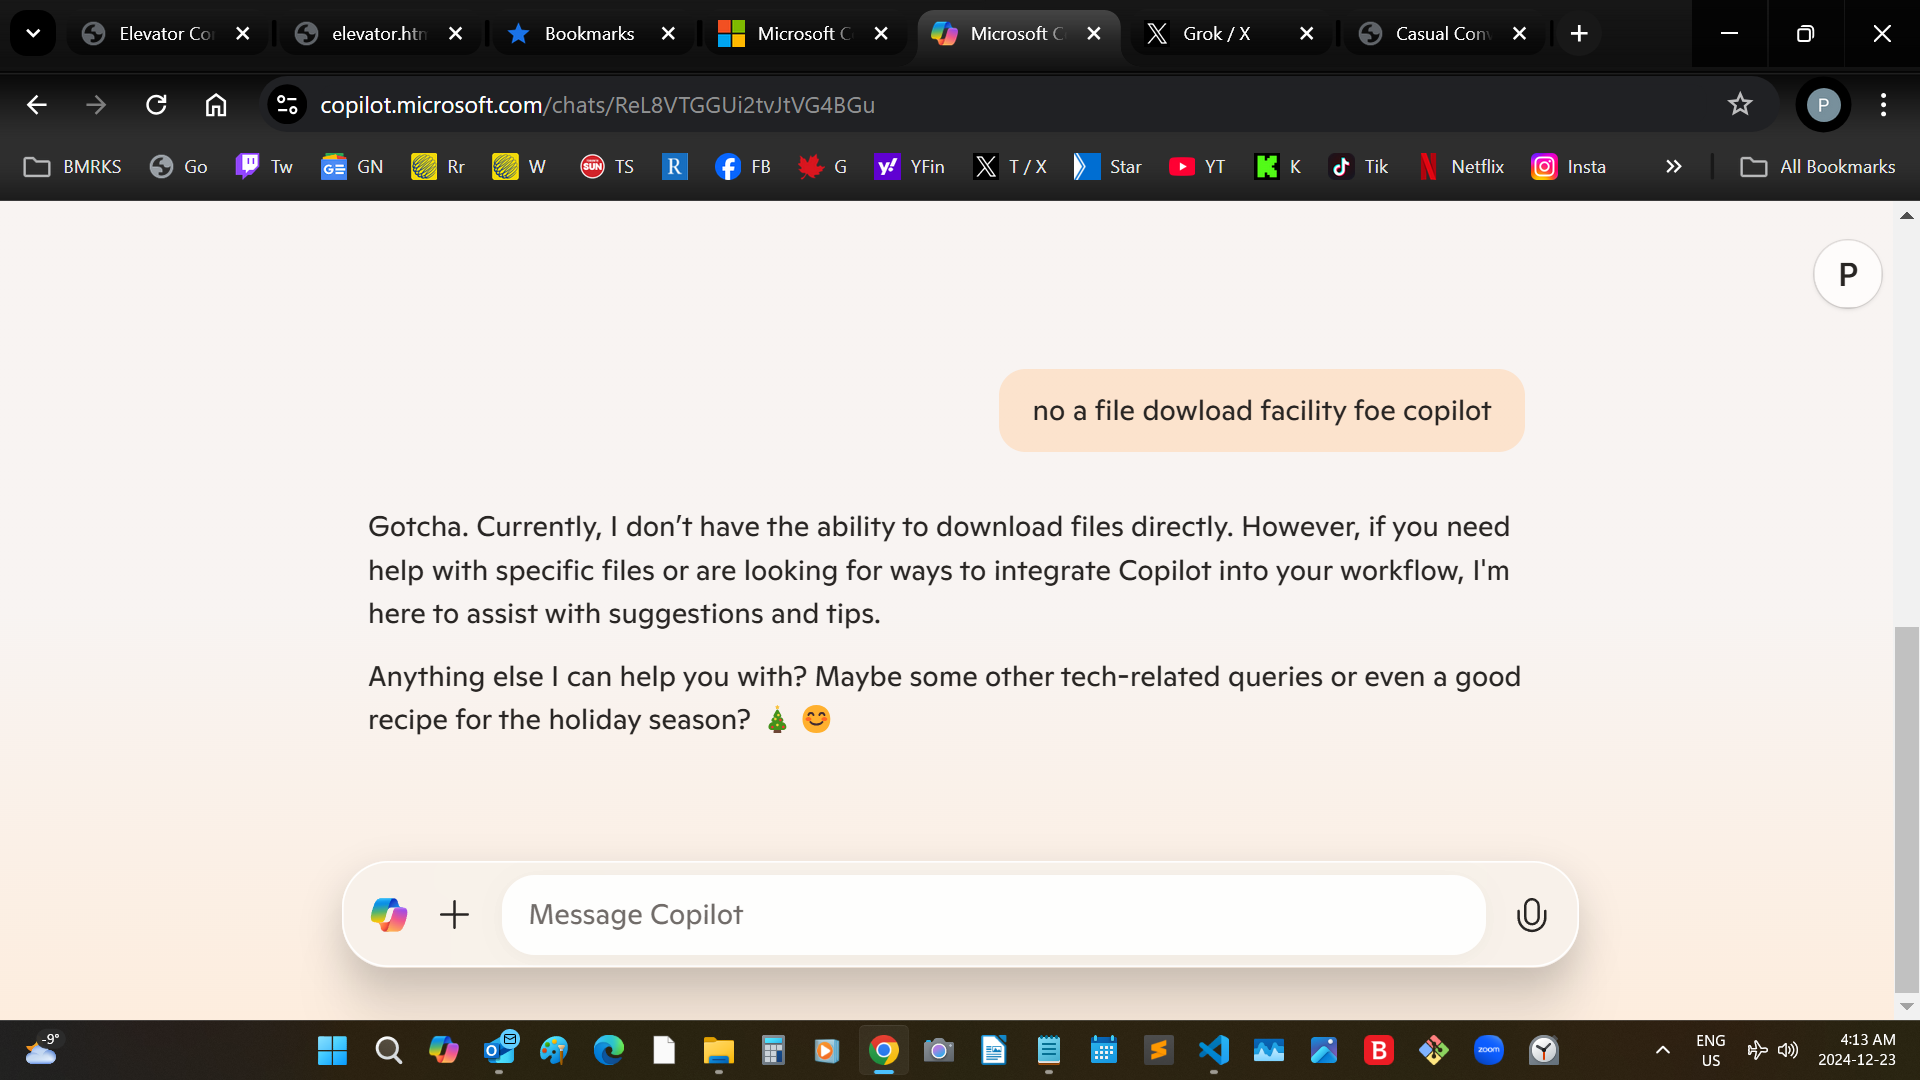 Elevator Co
elevator.htm
Bookmarks
Microsoft C
Microsoft C
Grok / X
Casual Conv
copilot.microsoft.com/chats/ReL8VTGGUi2tvJtVG4BGu
P
BMRKS
Go
Tw
GN
Rr
W
TS
R
FB
G
YFin
T / X
Star
YT
K
Tik
Netflix
Insta
All Bookmarks
P
no a file dowload facility foe copilot
Gotcha. Currently, I don’t have the ability to download files directly. However, if you need
help with specific files or are looking for ways to integrate Copilot into your workflow, I'm
here to assist with suggestions and tips.
Anything else I can help you with? Maybe some other tech-related queries or even a good
recipe for the holiday season? 🎄 😊
Message Copilot
-9°
zoom
ENG
US
4:13 AM
2024-12-23